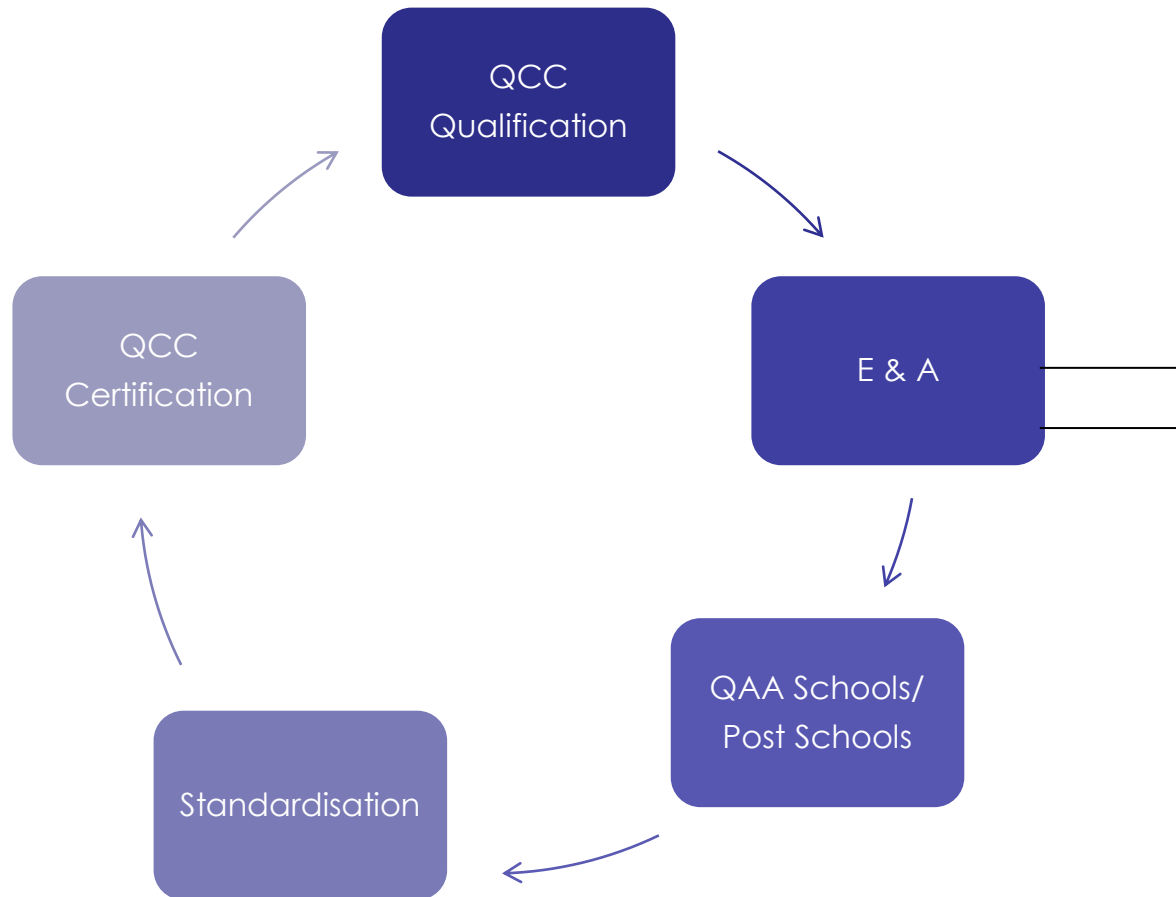 QCC
Qualification
E & A
QAA Schools/
Post Schools
Standardisation
QCC
Certification